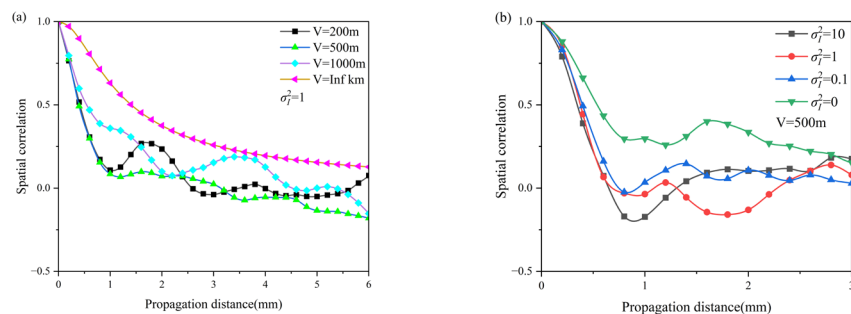 (a)
1.0
0.5
0.0
−0.5
Spatial correlation
0 1 2 3 4 5 6
Propagation distance(mm)
V=200m
V=500m
V=1000m
V=Inf km
σ_I^2=1
(b)
1.0
0.5
0.0
−0.5
Spatial correlation
0 1 2 3
Propagation distance(mm)
σ_I^2=10
σ_I^2=1
σ_I^2=0.1
σ_I^2=0
V=500m